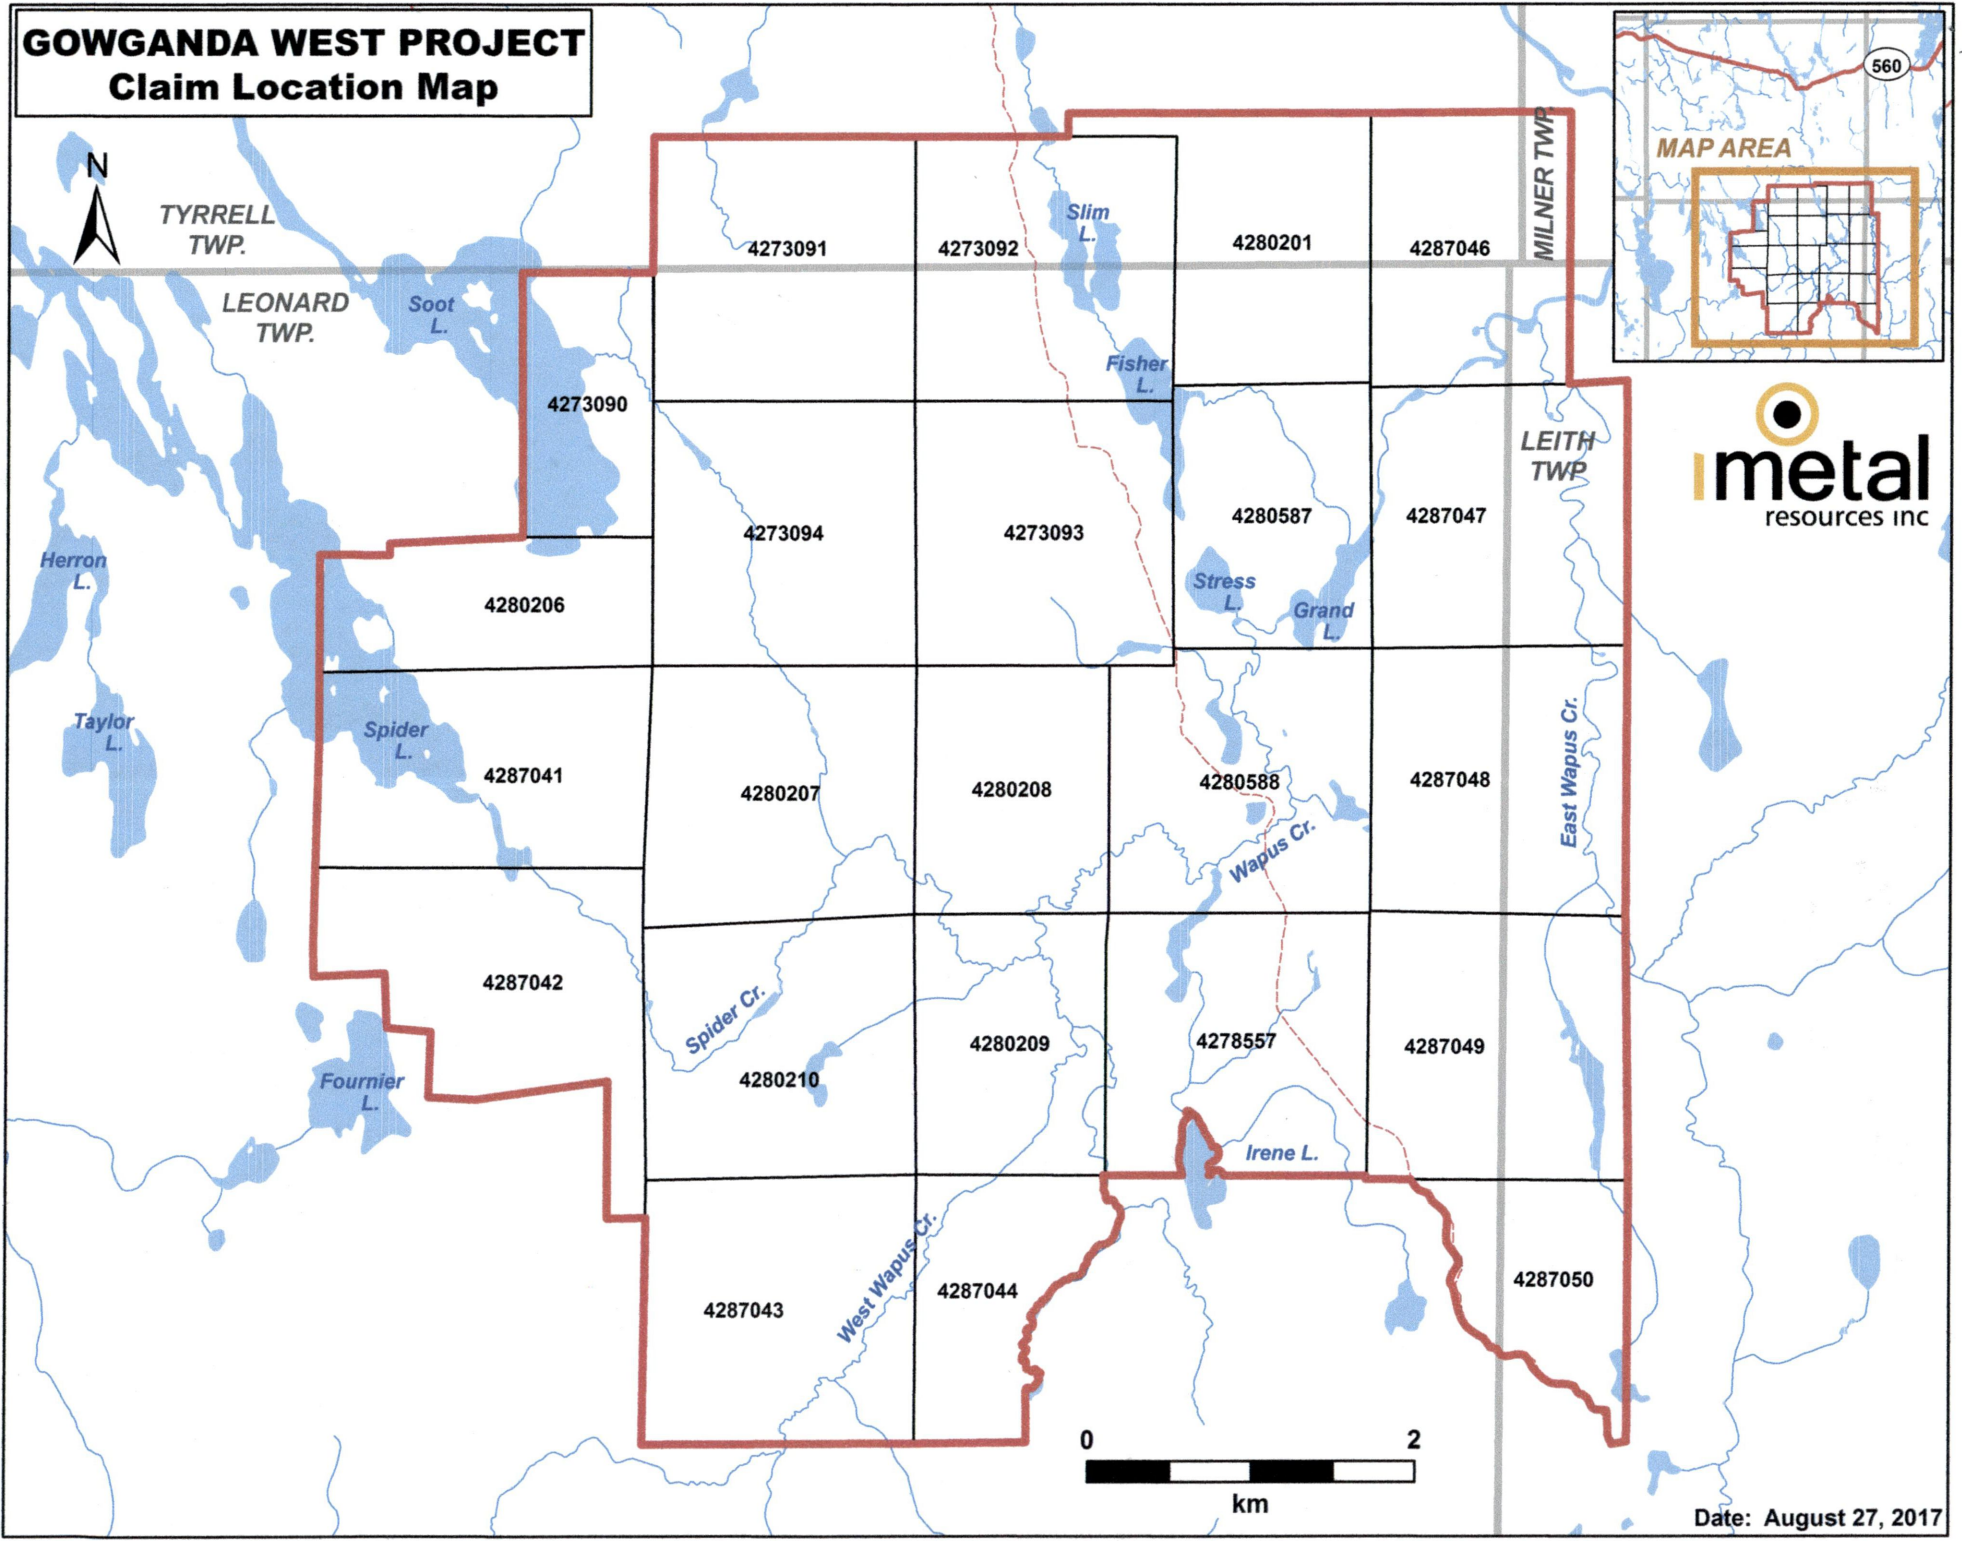 GOWGANDA WEST PROJECT
Claim Location Map
560
MAP AREA
N
TYRRELL
TWP.
MILNER TWP.
Slim
L.
4273091
4273092
4280201
4287046
LEONARD
TWP.
Soot
L.
Fisher
L.
4273090
LEITH
TWP
imetal
resources inc
4273094
4273093
4280587
4287047
Herron
L.
Stress
L.
Grand
L.
4280206
Taylor
L.
Spider
L.
4287041
4280207
4280208
4280588
4287048
East Wapus Cr.
Wapus Cr.
4287042
Spider Cr.
4280209
4278557
4287049
4280210
Fournier
L.
Irene L.
West Wapus Cr.
4287043
4287044
4287050
0 2
km
Date: August 27, 2017